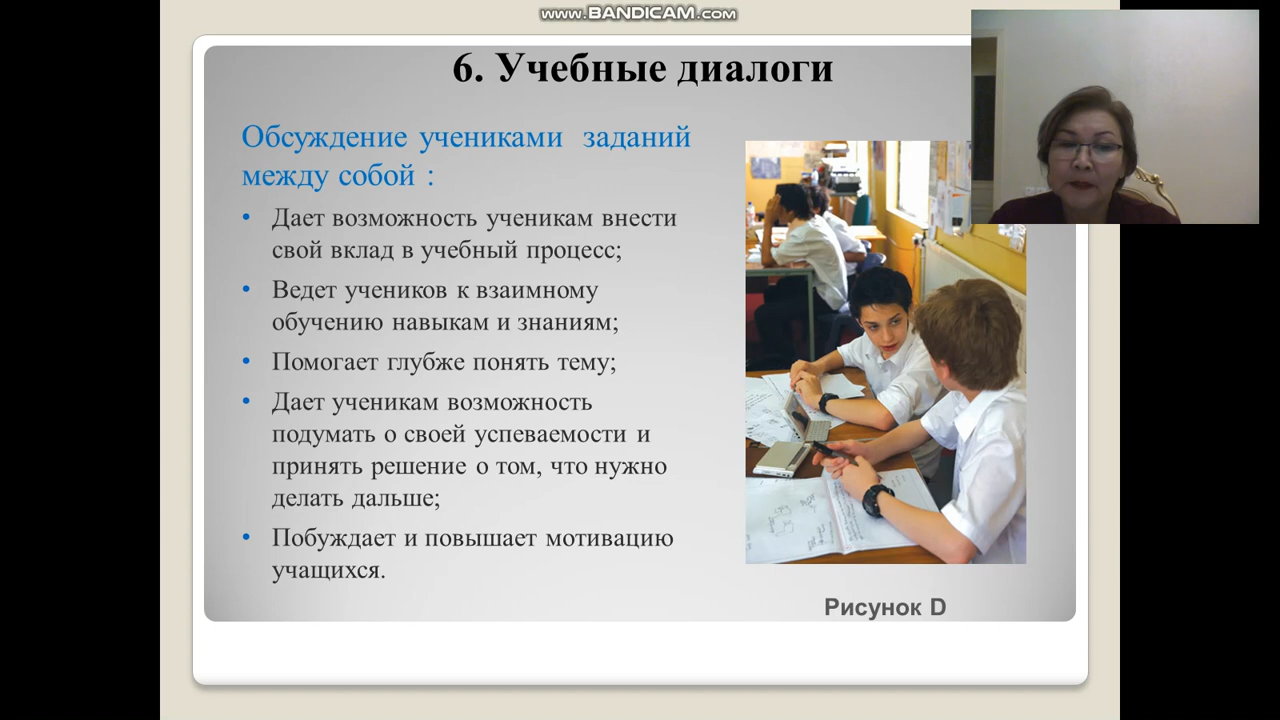 www.BANDICAM.com
6. Учебные диалоги
Обсуждение учениками заданий
между собой :
• Дает возможность ученикам внести
свой вклад в учебный процесс;
• Ведет учеников к взаимному
обучению навыкам и знаниям;
• Помогает глубже понять тему;
• Дает ученикам возможность
подумать о своей успеваемости и
принять решение о том, что нужно
делать дальше;
• Побуждает и повышает мотивацию
учащихся.
Рисунок D